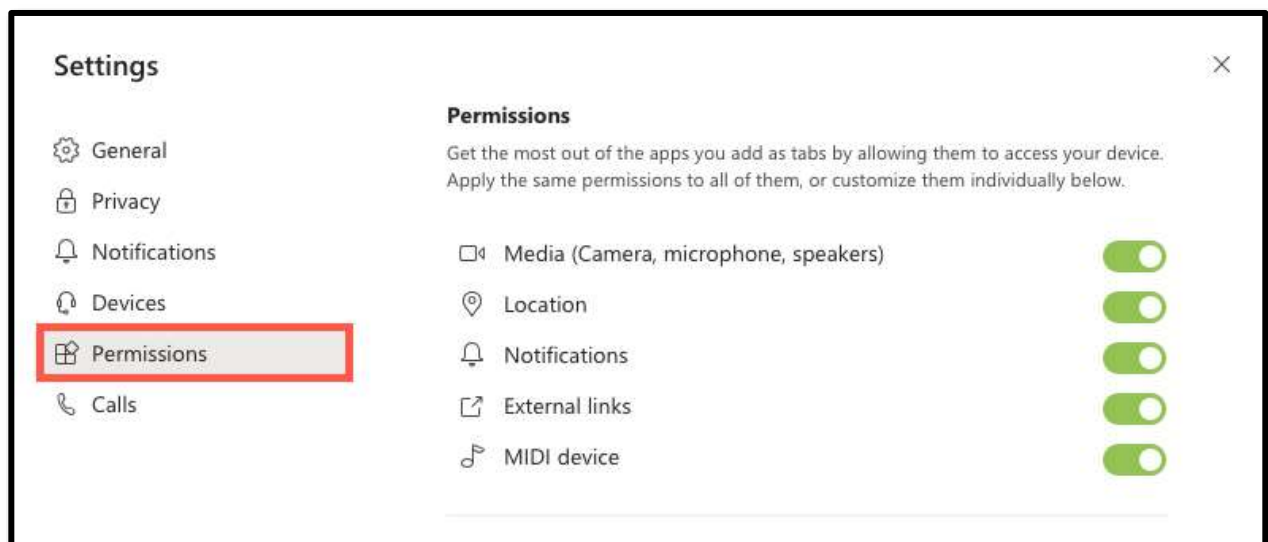 Settings
General
Privacy
Notifications
Devices
Permissions
Calls
Permissions
Get the most out of the apps you add as tabs by allowing them to access your device.
Apply the same permissions to all of them, or customize them individually below.
Media (Camera, microphone, speakers)
Location
Notifications
External links
MIDI device